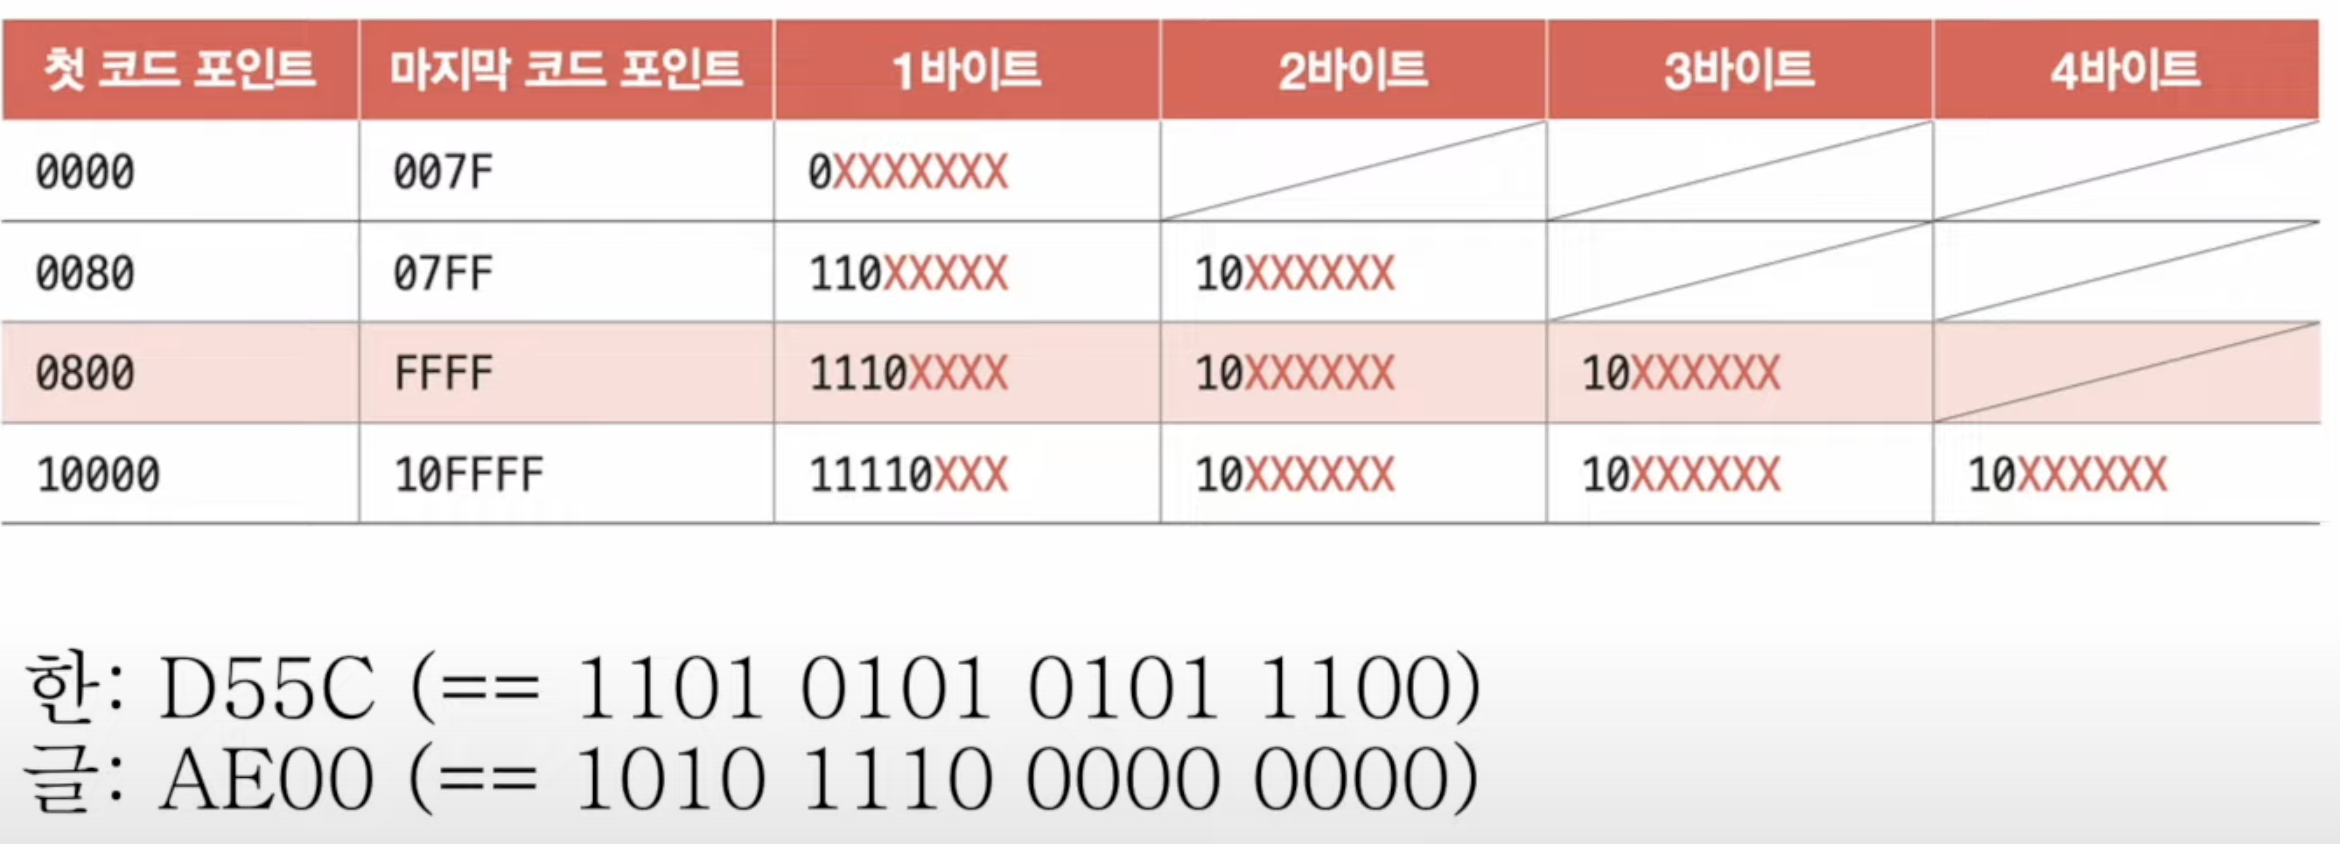 첫 코드 포인트 마지막 코드 포인트 1바이트 2바이트 3바이트 4바이트
0000 007F 0XXXXXXX
0080 07FF 110XXXXX 10XXXXXX
0800 FFFF 1110XXXX 10XXXXXX 10XXXXXX
10000 10FFFF 11110XXX 10XXXXXX 10XXXXXX 10XXXXXX
한: D55C (== 1101 0101 0101 1100)
글: AE00 (== 1010 1110 0000 0000)